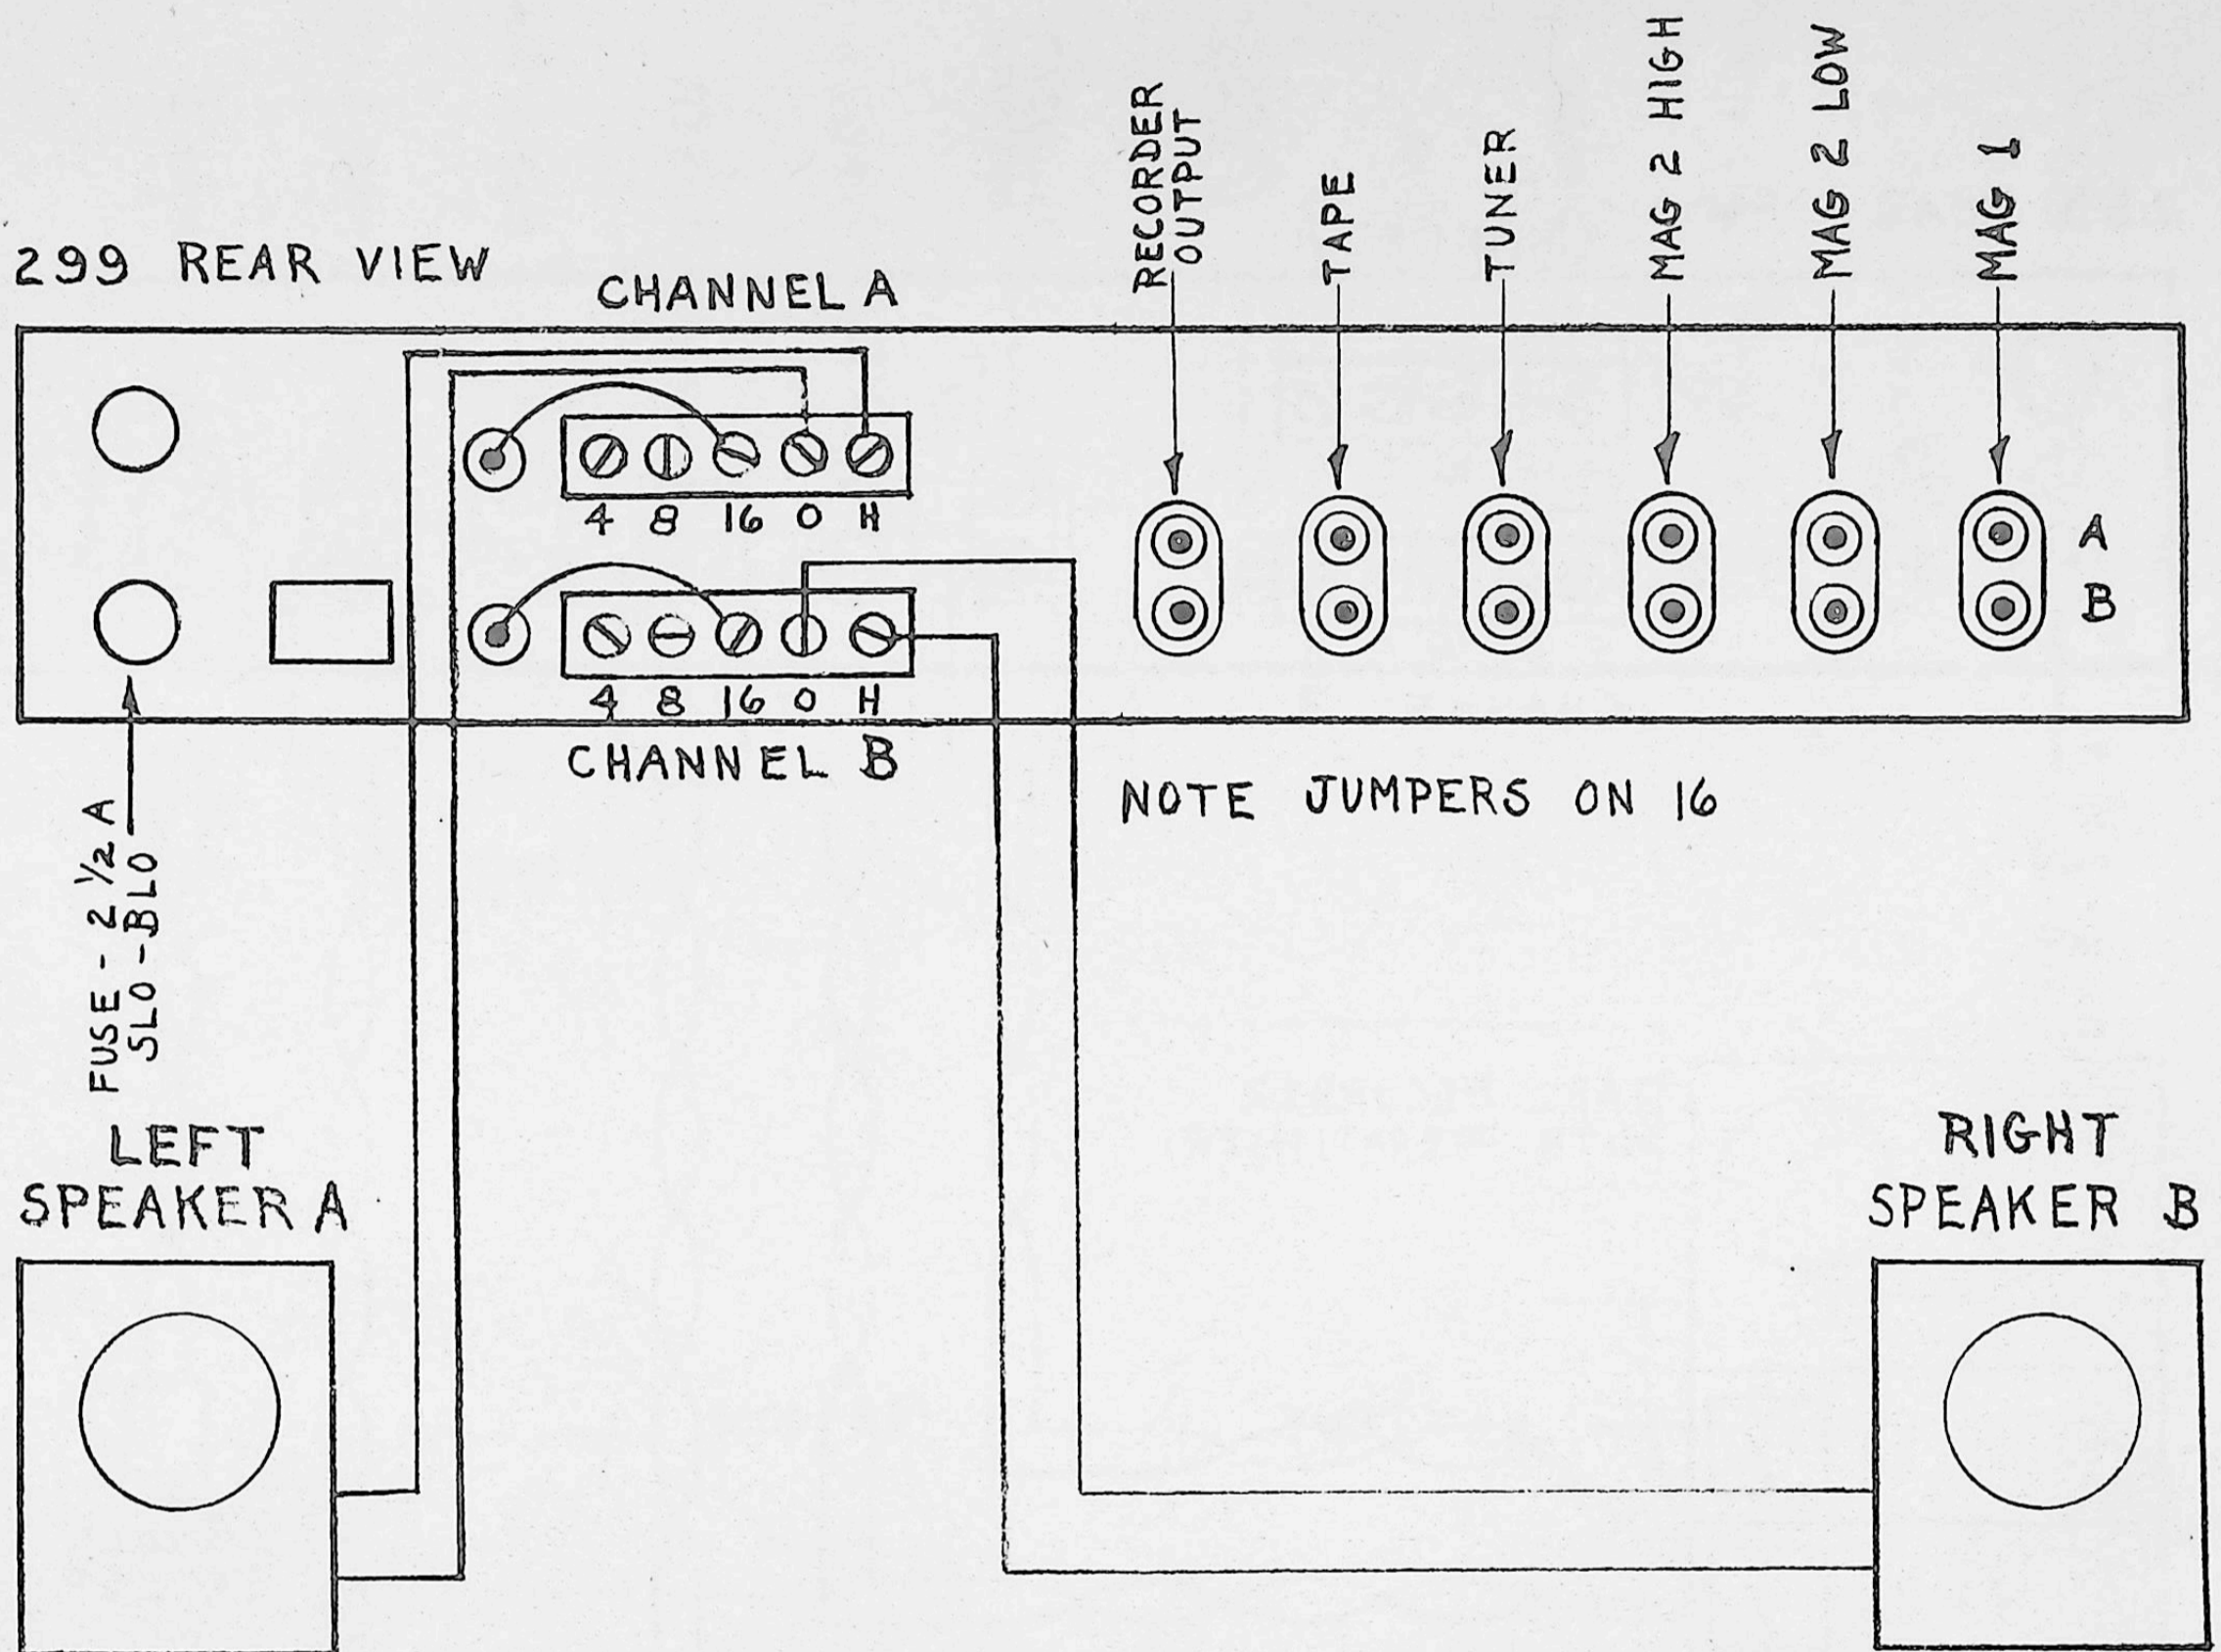 299 REAR VIEW
CHANNEL A
RECORDER
OUTPUT
TAPE
TUNER
MAG 2 HIGH
MAG 2 LOW
MAG 1
4 8 16 0 H
A
B
4 8 16 0 H
CHANNEL B
NOTE JUMPERS ON 16
FUSE - 2 1/2 A
SLO - BLO
LEFT
SPEAKER A
RIGHT
SPEAKER B